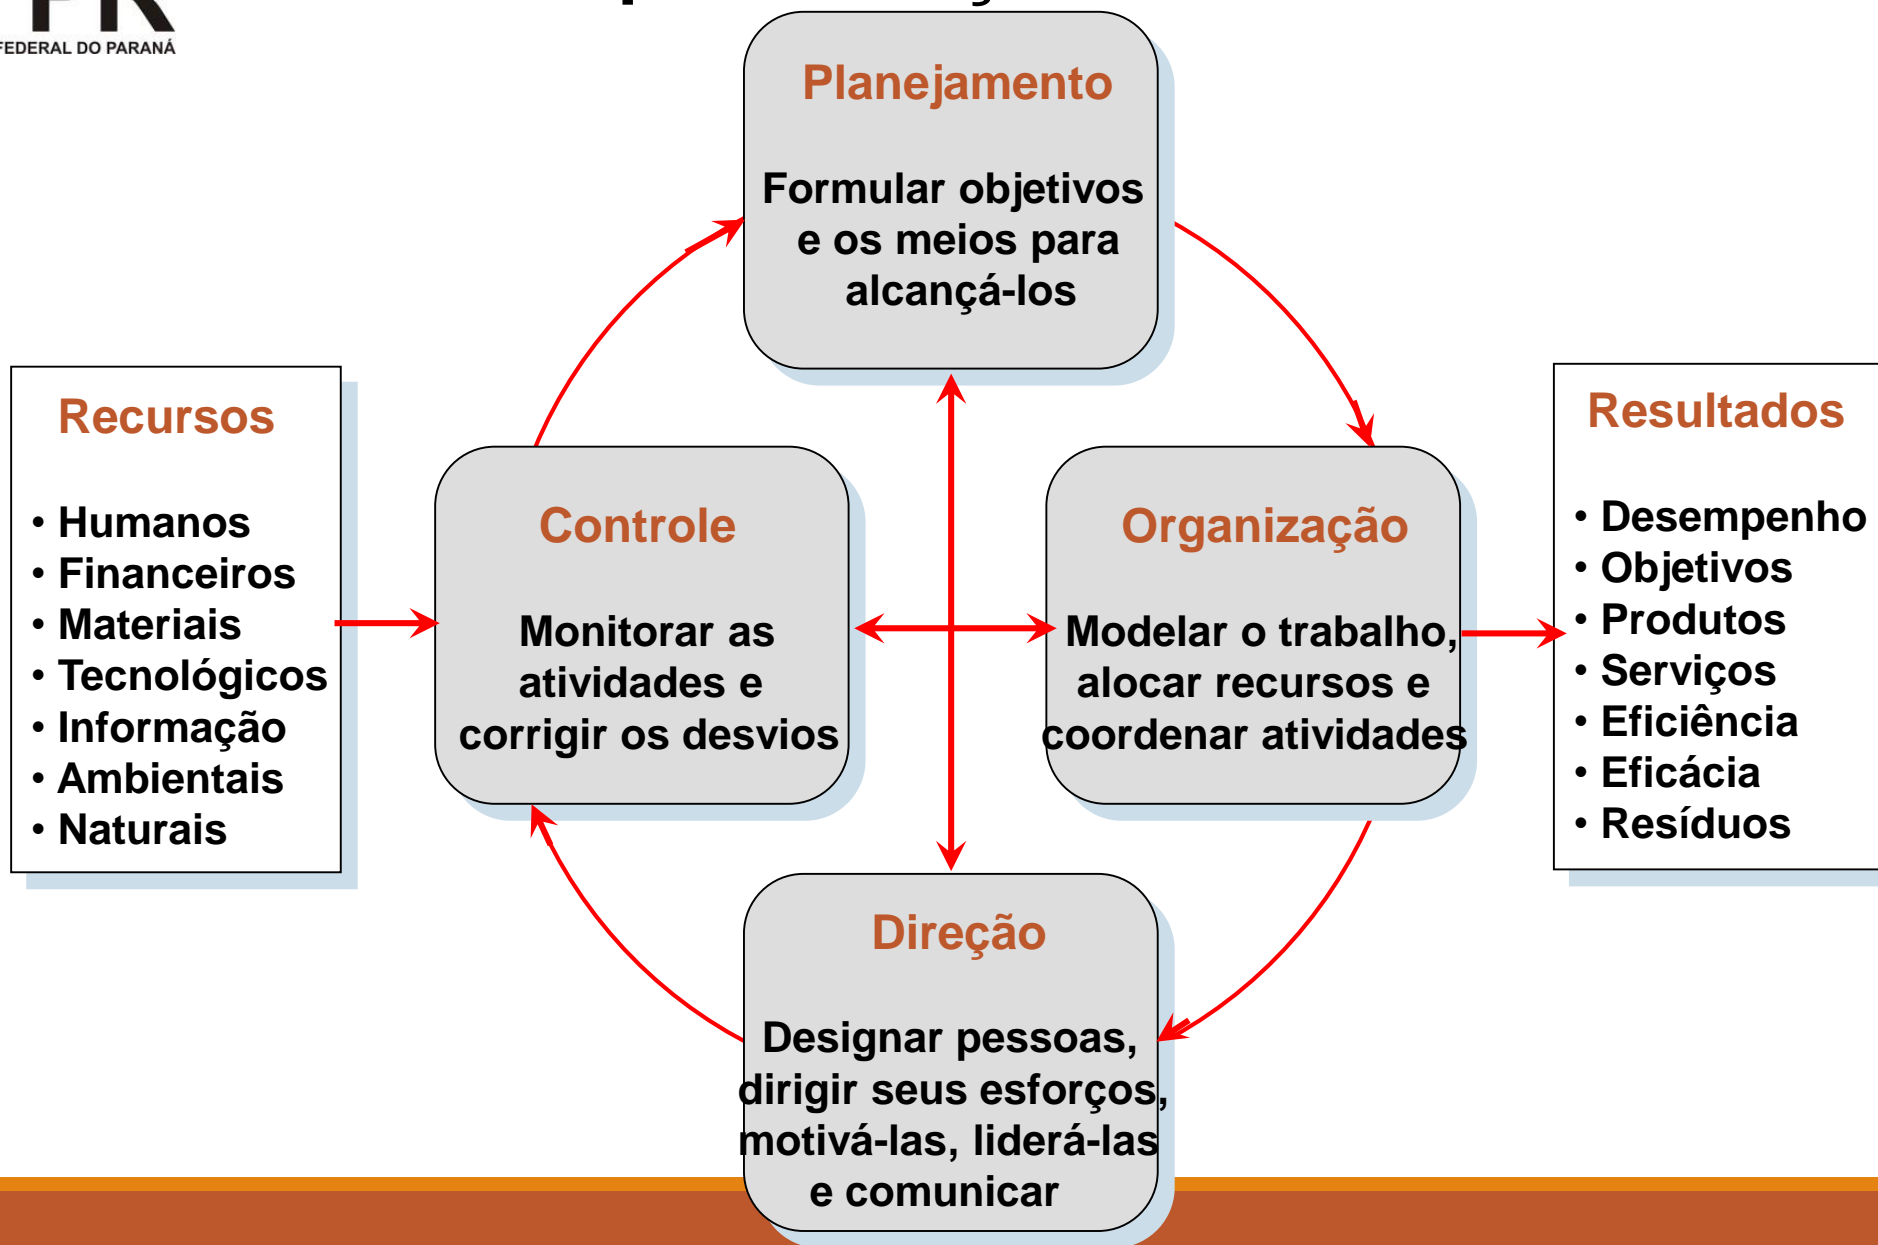 PR
FEDERAL DO PARANÁ
Planejamento
Formular objetivos
e os meios para
alcançá-los
Recursos
• Humanos
• Financeiros
• Materiais
• Tecnológicos
• Informação
• Ambientais
• Naturais
Controle
Monitorar as
atividades e
corrigir os desvios
Organização
Modelar o trabalho,
alocar recursos e
coordenar atividades
Resultados
• Desempenho
• Objetivos
• Produtos
• Serviços
• Eficiência
• Eficácia
• Resíduos
Direção
Designar pessoas,
dirigir seus esforços,
motivá-las, liderá-las
e comunicar